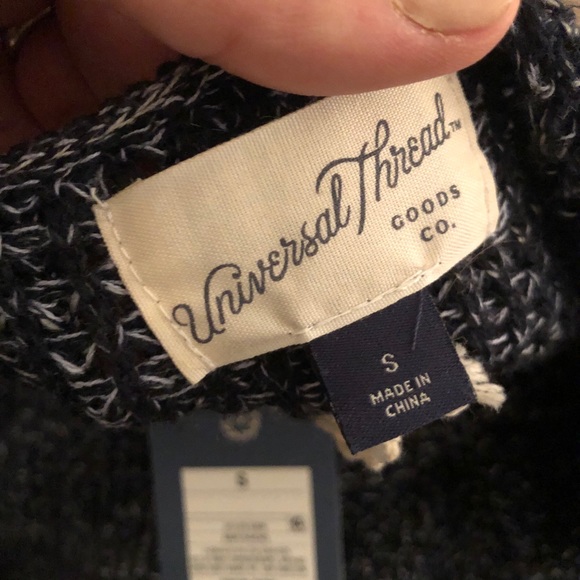 Universal Thread™
GOODS
CO.
S
MADE IN
CHINA
S